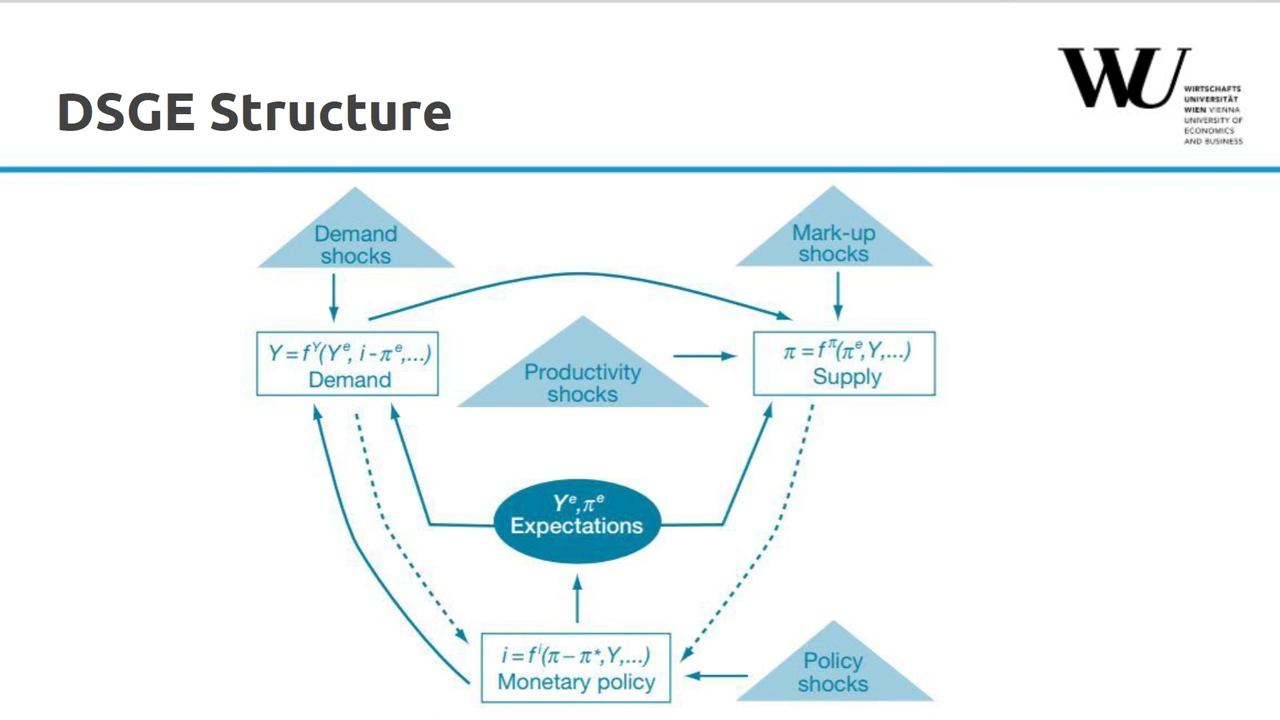 DSGE Structure
WU
WIRTSCHAFTS
UNIVERSITÄT
WIEN VIENNA
UNIVERSITY OF
ECONOMICS
AND BUSINESS
Demand
shocks
Mark-up
shocks
Y = f^Y(Y^e, i - π^e,...)
Demand
Productivity
shocks
π = f^π(π^e,Y,...)
Supply
Y^e,π^e
Expectations
i = f^i(π – π*,Y,...)
Monetary policy
Policy
shocks